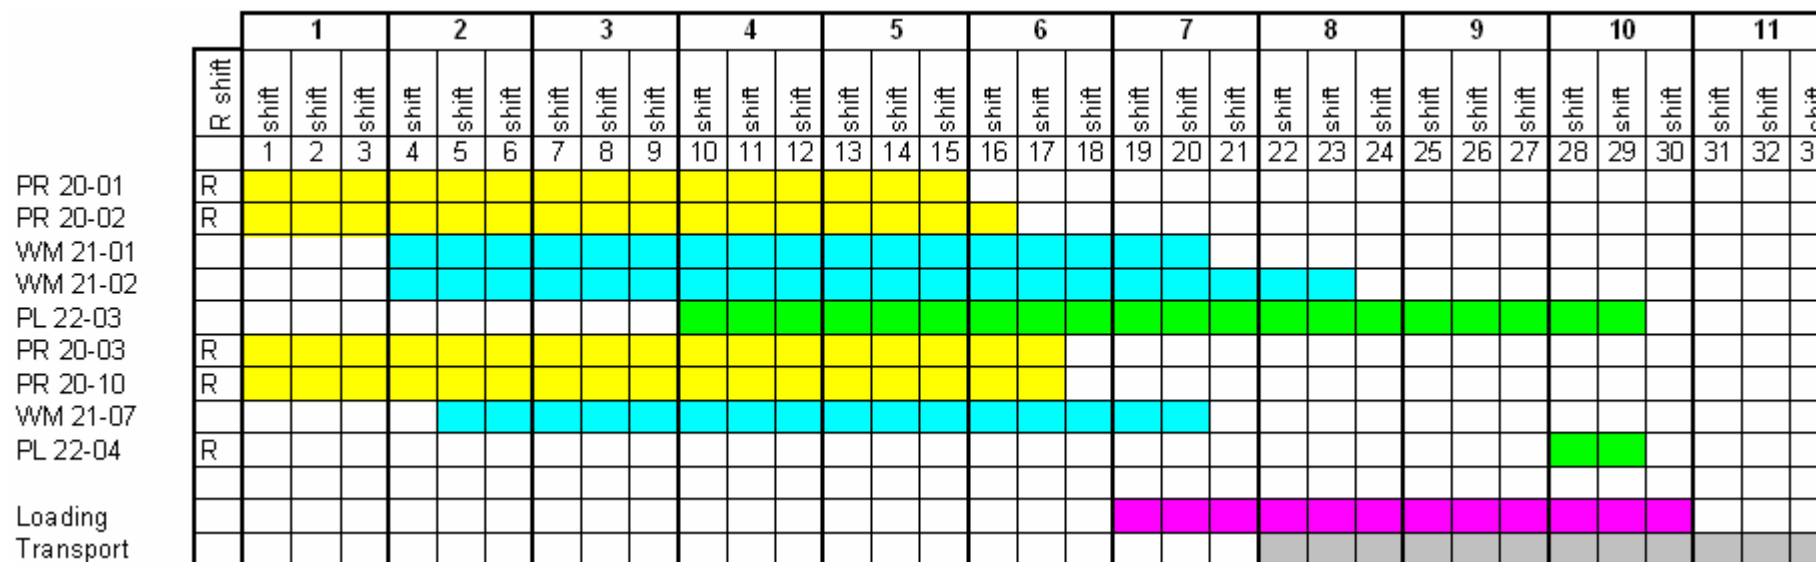 1 2 3 4 5 6 7 8 9 10 11
R shift shift shift shift shift shift shift shift shift shift shift shift shift shift shift shift shift shift shift shift shift shift shift shift shift shift shift shift shift shift shift shift shift
1 2 3 4 5 6 7 8 9 10 11 12 13 14 15 16 17 18 19 20 21 22 23 24 25 26 27 28 29 30 31 32 3
PR 20-01 R
PR 20-02 R
WM 21-01
WM 21-02
PL 22-03
PR 20-03 R
PR 20-10 R
WM 21-07
PL 22-04 R
Loading
Transport